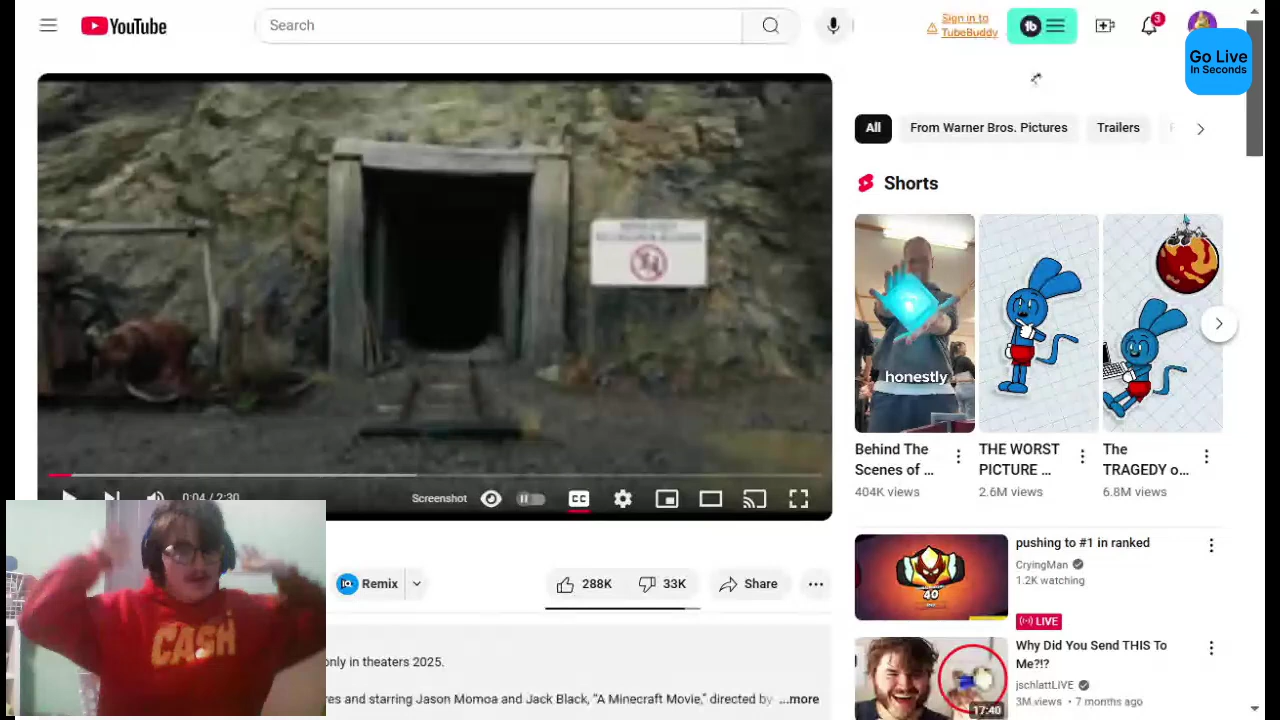 YouTube
Search
Sign in to
TubeBuddy
3
Go Live
In Seconds
All
From Warner Bros. Pictures
Trailers
Shorts
honestly
Behind The
Scenes of ...
404K views
THE WORST
PICTURE ...
2.6M views
The
TRAGEDY o...
6.8M views
0:04 / 2:30
Screenshot
CC
Remix
288K
33K
Share
40
pushing to #1 in ranked
CryingMan
1.2K watching
LIVE
Why Did You Send THIS To
Me?!?
jschlattLIVE
3M views • 7 months ago
17:40
CASH
only in theaters 2025.
res and starring Jason Momoa and Jack Black, “A Minecraft Movie,” directed by ...more